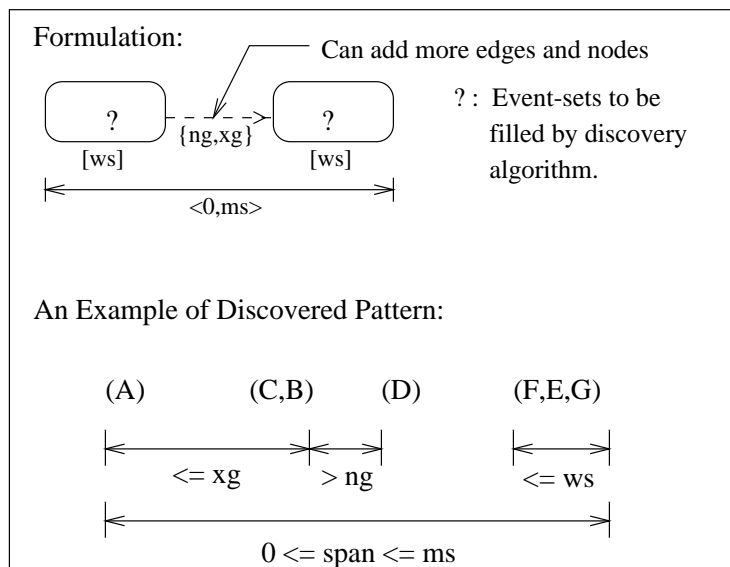 Formulation:
Can add more edges and nodes
? ?
{ng,xg}
[ws] [ws]
<0,ms>
? : Event-sets to be
filled by discovery
algorithm.
An Example of Discovered Pattern:
(A) (C,B) (D) (F,E,G)
<= xg > ng <= ws
0 <= span <= ms